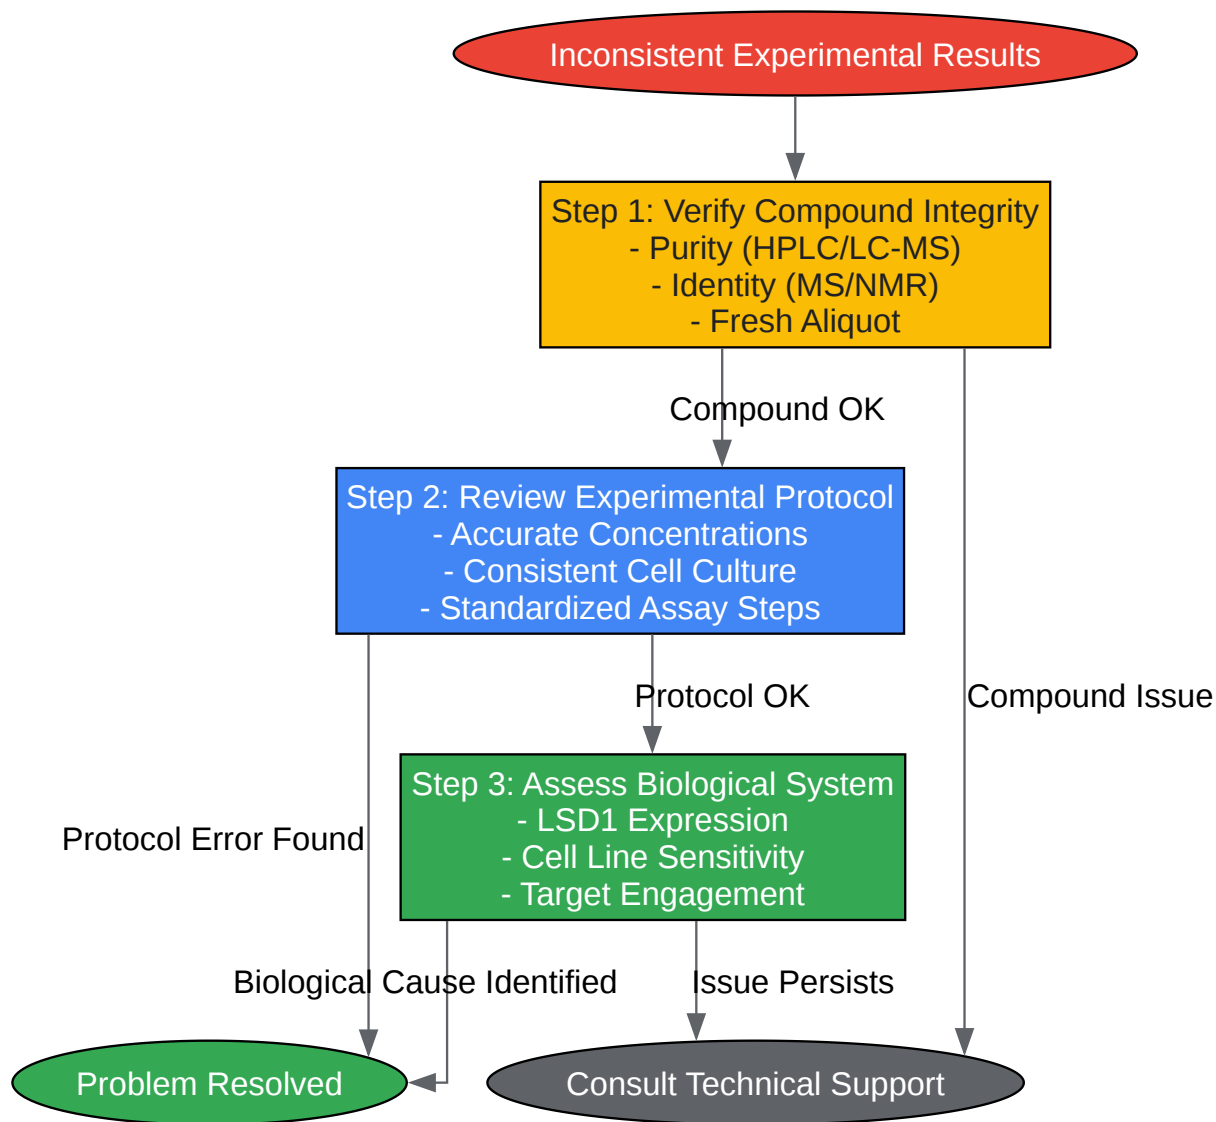 Inconsistent Experimental Results
Step 1: Verify Compound Integrity
- Purity (HPLC/LC-MS)
- Identity (MS/NMR)
- Fresh Aliquot
Compound OK
Step 2: Review Experimental Protocol
- Accurate Concentrations
- Consistent Cell Culture
- Standardized Assay Steps
Protocol OK
Compound Issue
Step 3: Assess Biological System
- LSD1 Expression
- Cell Line Sensitivity
- Target Engagement
Protocol Error Found
Biological Cause Identified
Issue Persists
Problem Resolved
Consult Technical Support